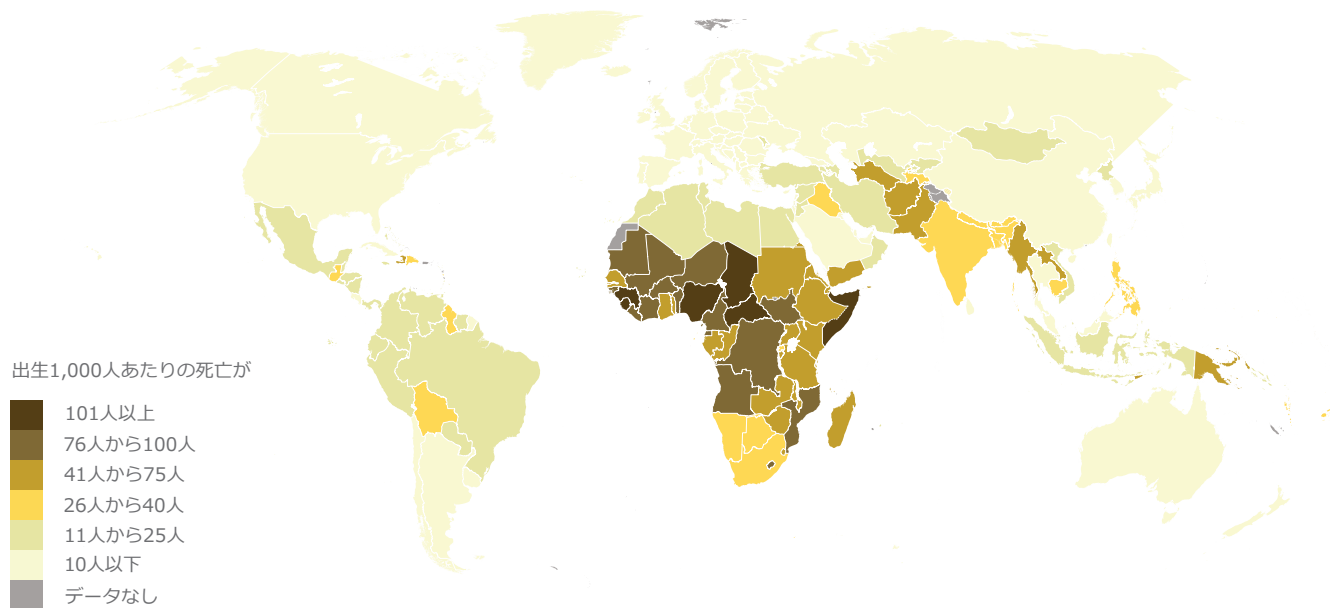 出生1,000人あたりの死亡が
101人以上
76人から100人
41人から75人
26人から40人
11人から25人
10人以下
データなし